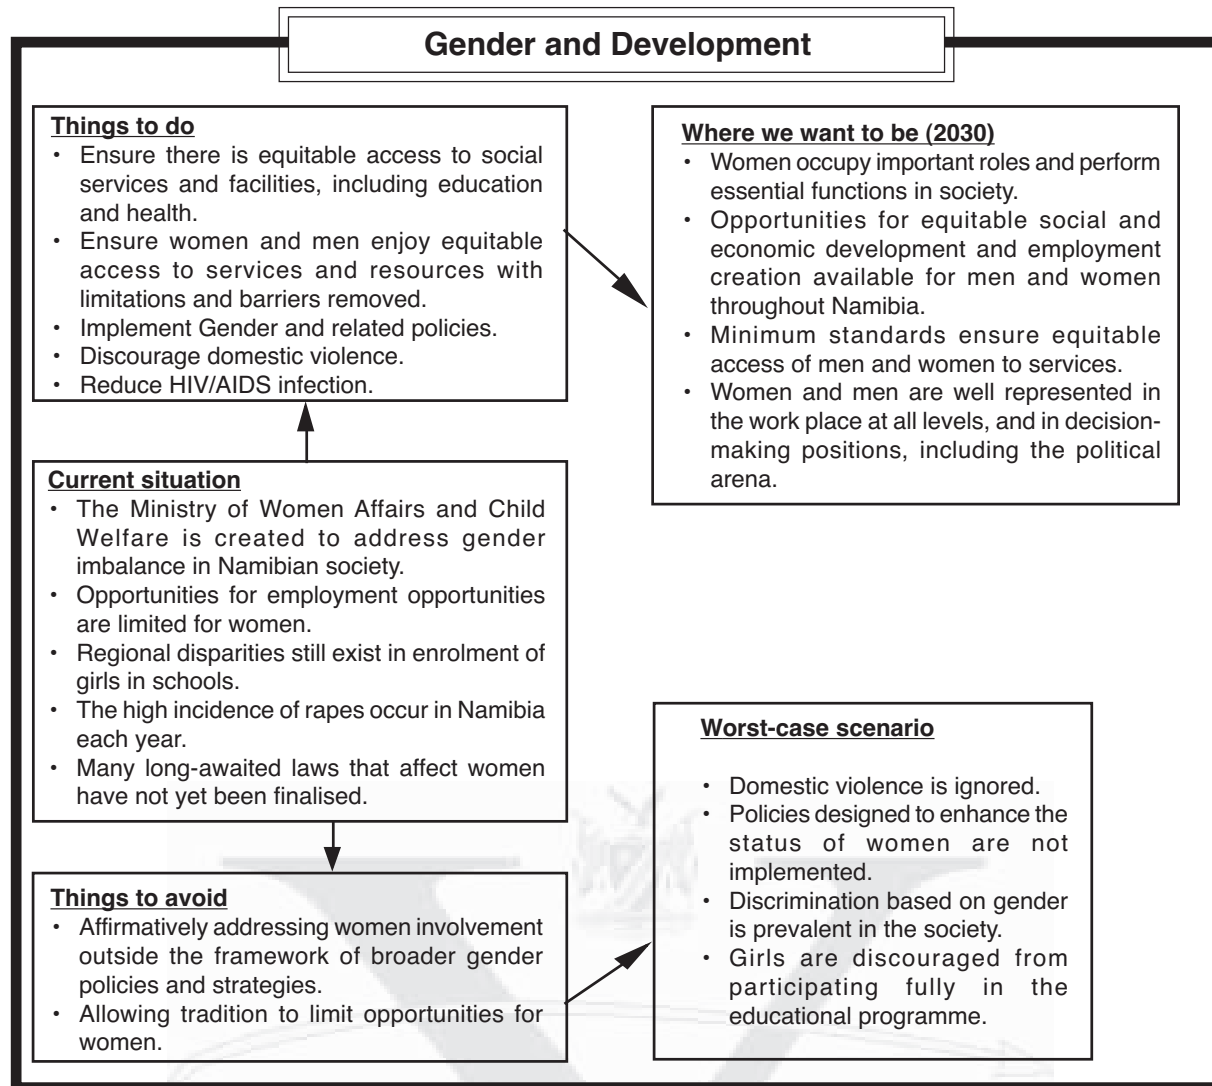 Gender and Development
Things to do
• Ensure there is equitable access to social
services and facilities, including education
and health.
• Ensure women and men enjoy equitable
access to services and resources with
limitations and barriers removed.
• Implement Gender and related policies.
• Discourage domestic violence.
• Reduce HIV/AIDS infection.
Where we want to be (2030)
• Women occupy important roles and perform
essential functions in society.
• Opportunities for equitable social and
economic development and employment
creation available for men and women
throughout Namibia.
• Minimum standards ensure equitable
access of men and women to services.
• Women and men are well represented in
the work place at all levels, and in decision-
making positions, including the political
arena.
Current situation
• The Ministry of Women Affairs and Child
Welfare is created to address gender
imbalance in Namibian society.
• Opportunities for employment opportunities
are limited for women.
• Regional disparities still exist in enrolment of
girls in schools.
• The high incidence of rapes occur in Namibia
each year.
• Many long-awaited laws that affect women
have not yet been finalised.
Things to avoid
• Affirmatively addressing women involvement
outside the framework of broader gender
policies and strategies.
• Allowing tradition to limit opportunities for
women.
Worst-case scenario
• Domestic violence is ignored.
• Policies designed to enhance the
status of women are not
implemented.
• Discrimination based on gender
is prevalent in the society.
• Girls are discouraged from
participating fully in the
educational programme.